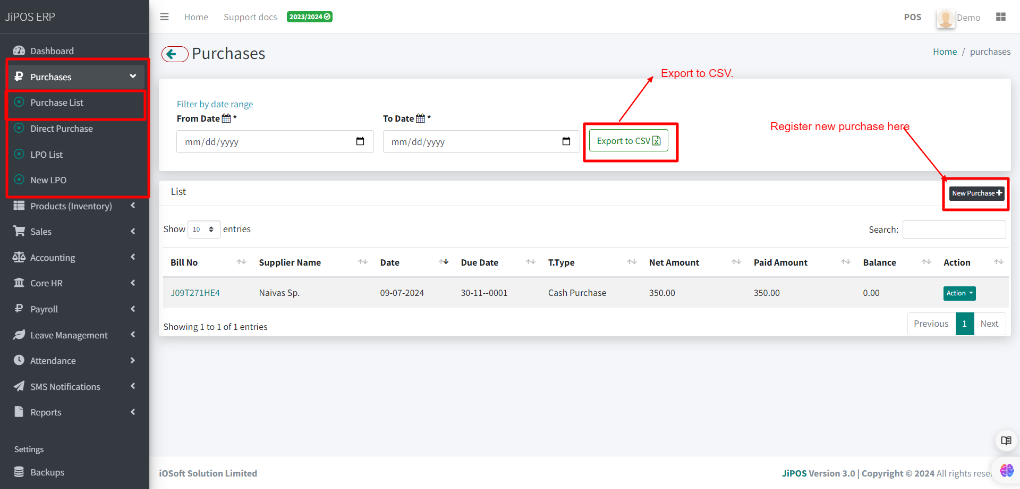 JiPOS ERP
Home Support docs 2023/2024
POS Demo
Dashboard
Purchases
Purchase List
Direct Purchase
LPO List
New LPO
Products (Inventory)
Sales
Accounting
Core HR
Payroll
Leave Management
Attendance
SMS Notifications
Reports
Settings
Backups
Purchases
Home / purchases
Export to CSV.
Filter by date range
From Date * To Date *
mm/dd/yyyy mm/dd/yyyy Export to CSV
Register new purchase here
List
New Purchase+
Show 10 entries
Search:
Bill No Supplier Name Date Due Date T.Type Net Amount Paid Amount Balance Action
J09T271HE4 Naivas Sp. 09-07-2024 30-11--0001 Cash Purchase 350.00 350.00 0.00 Action
Showing 1 to 1 of 1 entries
Previous 1 Next
iOSoft Solution Limited
JiPOS Version 3.0 | Copyright © 2024 All rights